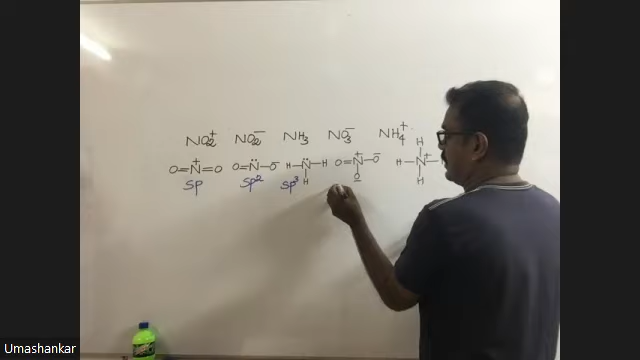 NO2+ NO2- NH3 NO3- NH4+
O=N+=O O=N̈-O- H-N̈-H O=N+-O- H H-N+-
H O- H
sp sp2 sp3
Umashankar